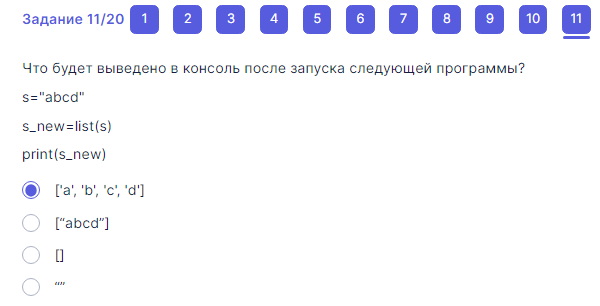 Задание 11/20 1 2 3 4 5 6 7 8 9 10 11
Что будет выведено в консоль после запуска следующей программы?
s="abcd"
s_new=list(s)
print(s_new)
['a', 'b', 'c', 'd']
[“abcd”]
[]
“”